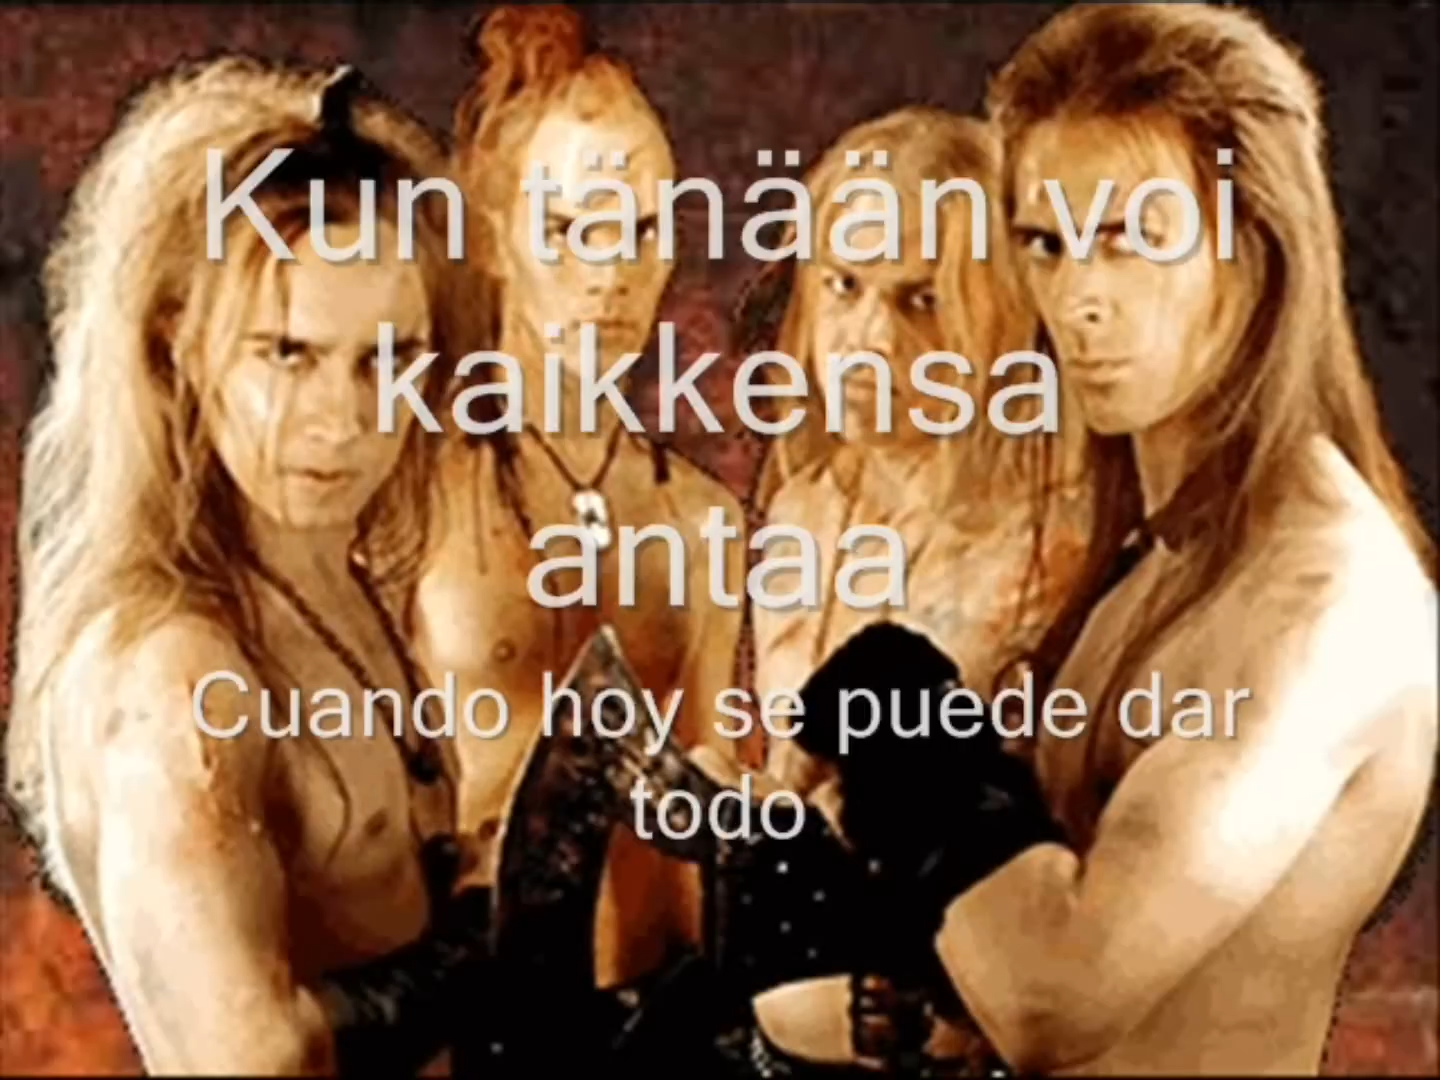 Kun tänään voi
kaikkensa
antaa
Cuando hoy se puede dar
todo